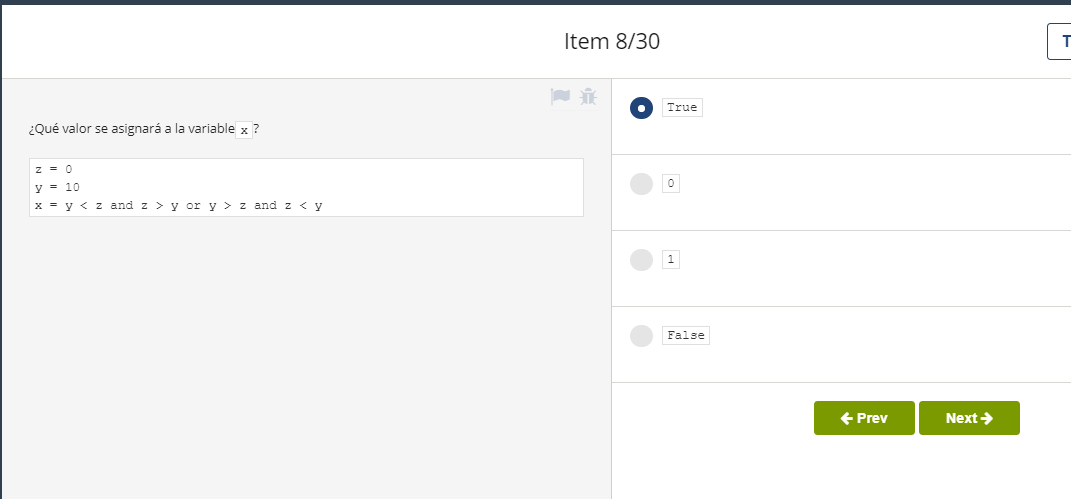 Item 8/30
T
¿Qué valor se asignará a la variable x ?
z = 0
y = 10
x = y < z and z > y or y > z and z < y
True
0
1
False
Prev
Next